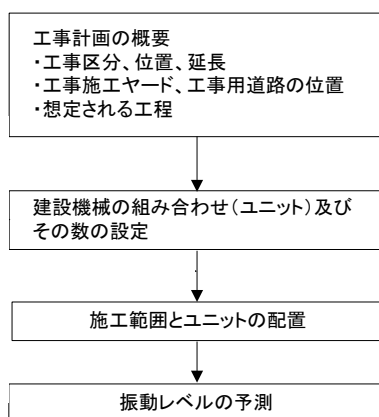 工事計画の概要
・工事区分、位置、延長
・工事施工ヤード、工事用道路の位置
・想定される工程
建設機械の組み合わせ(ユニット)及び
その数の設定
施工範囲とユニットの配置
振動レベルの予測